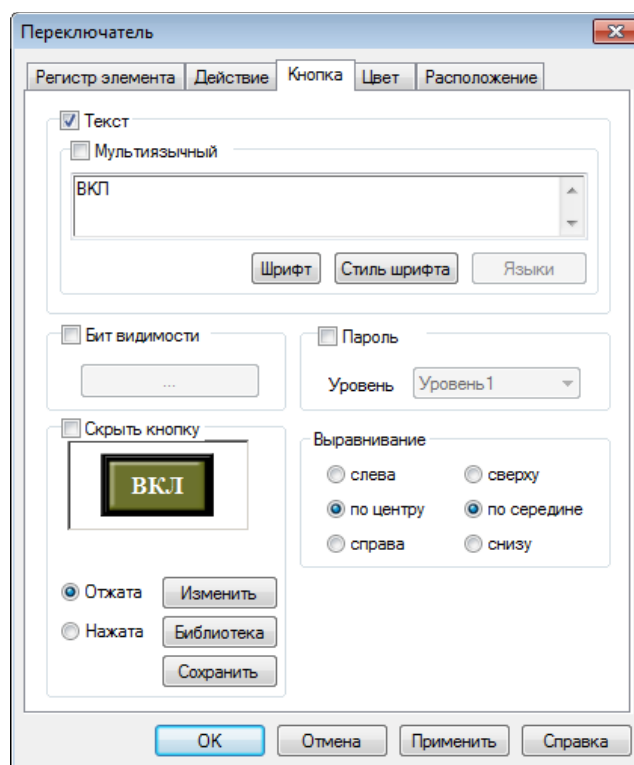 Переключатель
Регистр элемента Действие Кнопка Цвет Расположение
Текст
Мультиязычный
ВКЛ
Шрифт Стиль шрифта Языки
Бит видимости Пароль
... Уровень Уровень1
Скрыть кнопку Выравнивание
ВКЛ
слева сверху
по центру по середине
справа снизу
Отжата Изменить
Нажата Библиотека
Сохранить
OK Отмена Применить Справка